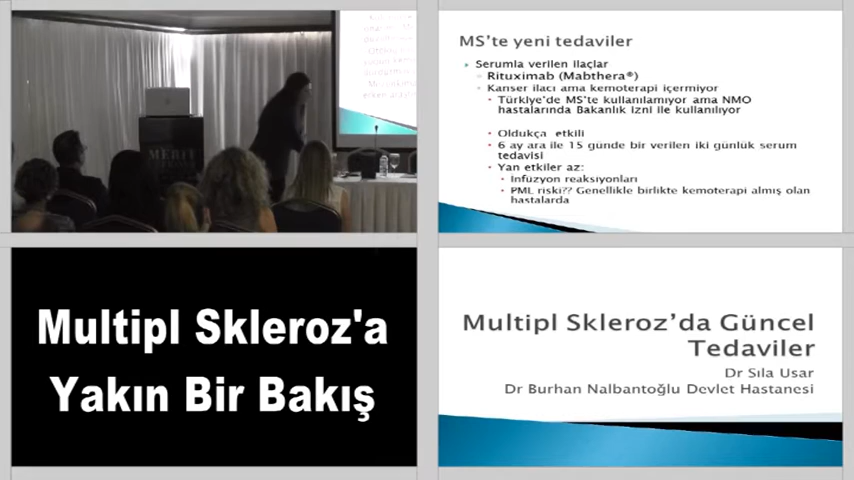 MERIT
MS'te yeni tedaviler
Serumla verilen ilaçlar
Rituximab (Mabthera®)
Kanser ilacı ama kemoterapi içermiyor
Türkiye'de MS'te kullanılamıyor ama NMO
hastalarında Bakanlık izni ile kullanılıyor
Oldukça etkili
6 ay ara ile 15 günde bir verilen iki günlük serum
tedavisi
Yan etkiler az:
İnfüzyon reaksiyonları
PML riski?? Genellikle birlikte kemoterapi almış olan
hastalarda
Multipl Skleroz'a
Yakın Bir Bakış
Multipl Skleroz'da Güncel
Tedaviler
Dr Sıla Usar
Dr Burhan Nalbantoğlu Devlet Hastanesi